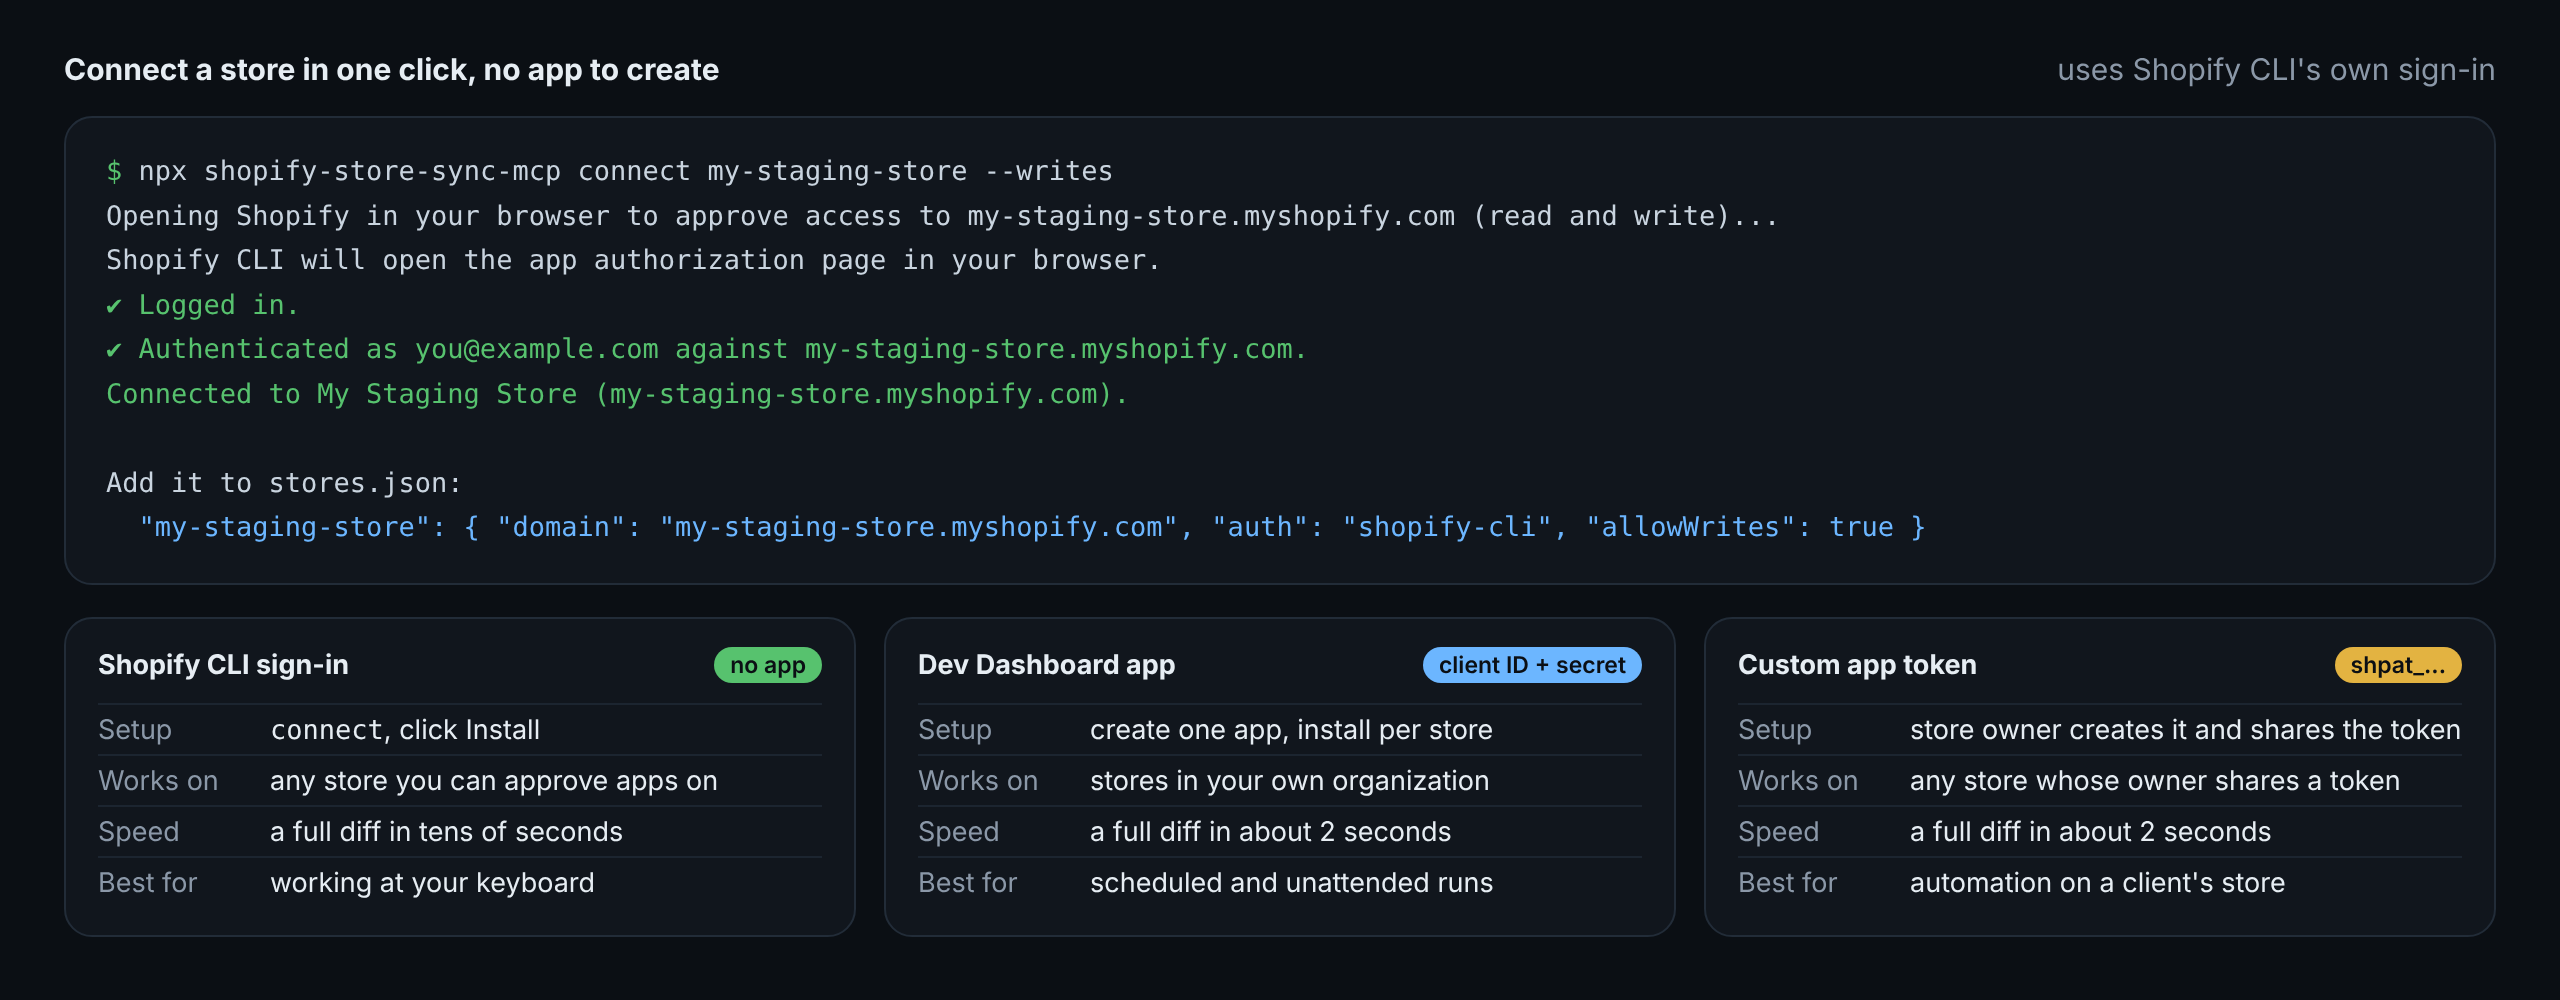 Connect a store in one click, no app to create
uses Shopify CLI's own sign-in
$ npx shopify-store-sync-mcp connect my-staging-store --writes
Opening Shopify in your browser to approve access to my-staging-store.myshopify.com (read and write)...
Shopify CLI will open the app authorization page in your browser.
✔ Logged in.
✔ Authenticated as you@example.com against my-staging-store.myshopify.com.
Connected to My Staging Store (my-staging-store.myshopify.com).
Add it to stores.json:
"my-staging-store": { "domain": "my-staging-store.myshopify.com", "auth": "shopify-cli", "allowWrites": true }
Shopify CLI sign-in no app
Setup connect, click Install
Works on any store you can approve apps on
Speed a full diff in tens of seconds
Best for working at your keyboard
Dev Dashboard app client ID + secret
Setup create one app, install per store
Works on stores in your own organization
Speed a full diff in about 2 seconds
Best for scheduled and unattended runs
Custom app token shpat_...
Setup store owner creates it and shares the token
Works on any store whose owner shares a token
Speed a full diff in about 2 seconds
Best for automation on a client's store